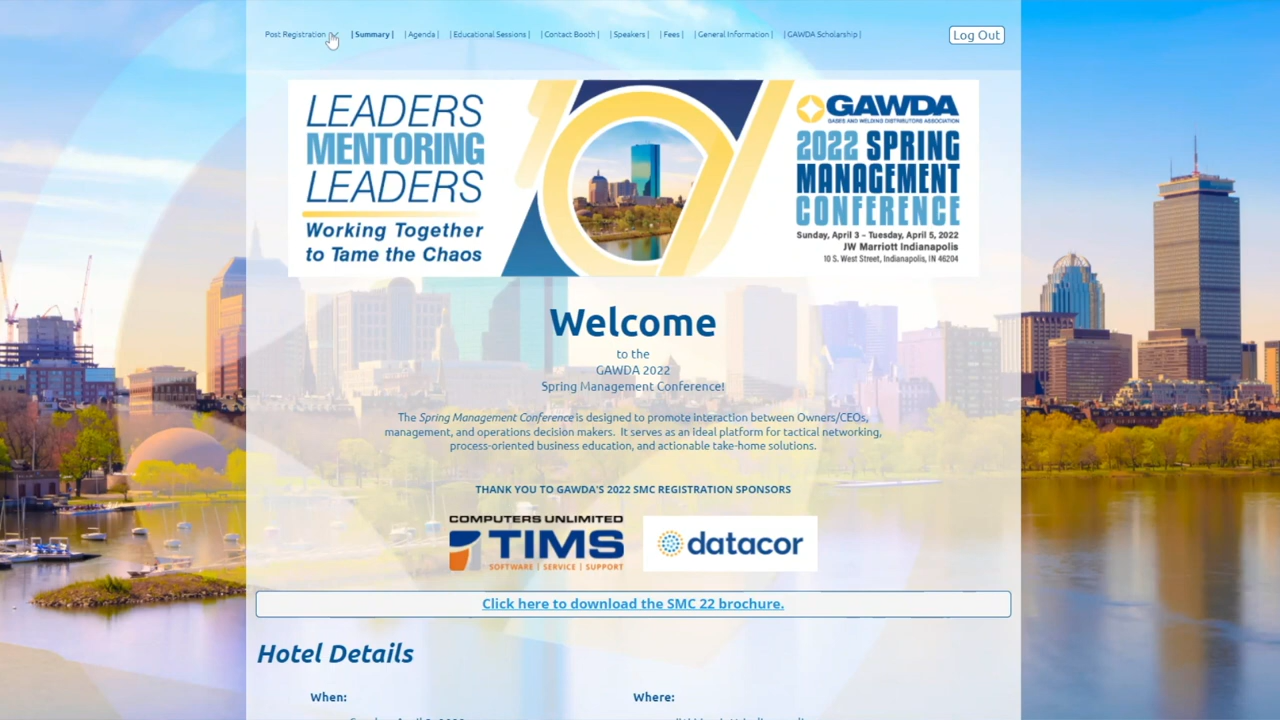 Post Registration | Summary | | Agenda | | Educational Sessions | | Contact Booth | | Speakers | | Fees | | General Information | | GAWDA Scholarship | Log Out
LEADERS
MENTORING
LEADERS
Working Together
to Tame the Chaos
GAWDA
GASES AND WELDING DISTRIBUTORS ASSOCIATION
2022 SPRING
MANAGEMENT
CONFERENCE
Sunday, April 3 – Tuesday, April 5, 2022
JW Marriott Indianapolis
10 S. West Street, Indianapolis, IN 46204
Welcome
to the
GAWDA 2022
Spring Management Conference!
The Spring Management Conference is designed to promote interaction between Owners/CEOs,
management, and operations decision makers. It serves as an ideal platform for tactical networking,
process-oriented business education, and actionable take-home solutions.
THANK YOU TO GAWDA'S 2022 SMC REGISTRATION SPONSORS
COMPUTERS UNLIMITED
TIMS
SOFTWARE | SERVICE | SUPPORT
datacor
Click here to download the SMC 22 brochure.
Hotel Details
When: Where: